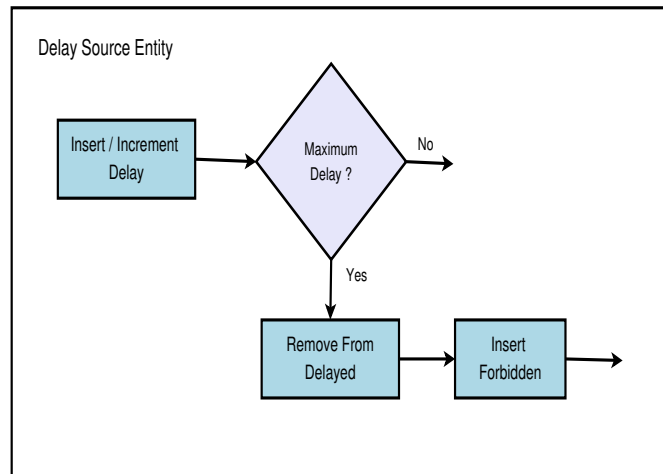 Delay Source Entity
Insert / Increment
Delay
Maximum
Delay ?
No
Yes
Remove From
Delayed
Insert
Forbidden